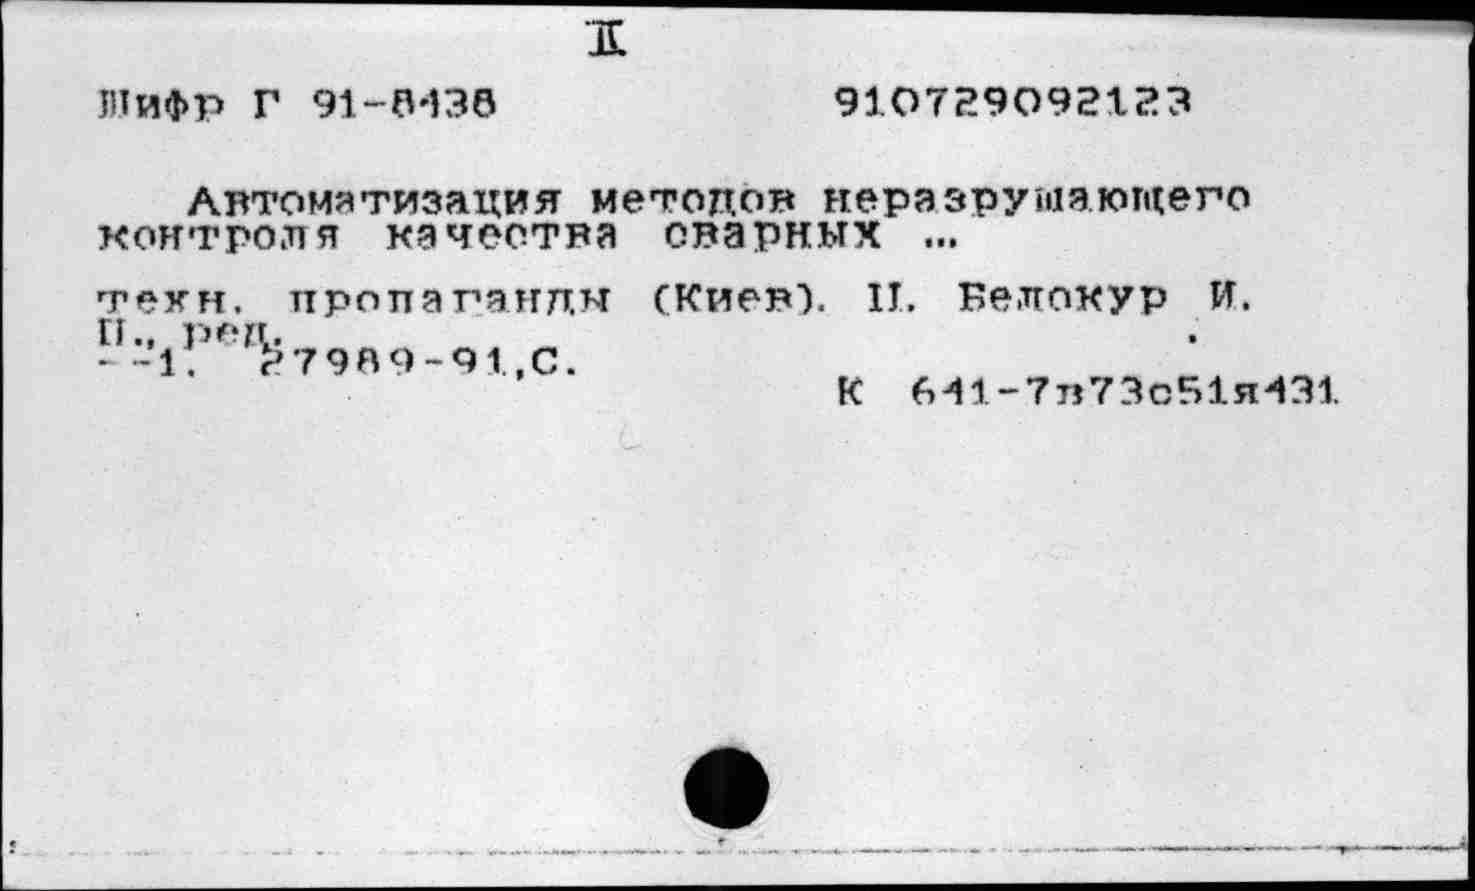 II
Шифр Г 91-8438
910729092123
Автоматизация методов неразрушающего
контроля качества сварных ...
техн. пропаганды (Киев). II. Белокур И.
П., ред.
--1. 27989-91.,С.
К 641-7в73с51я431